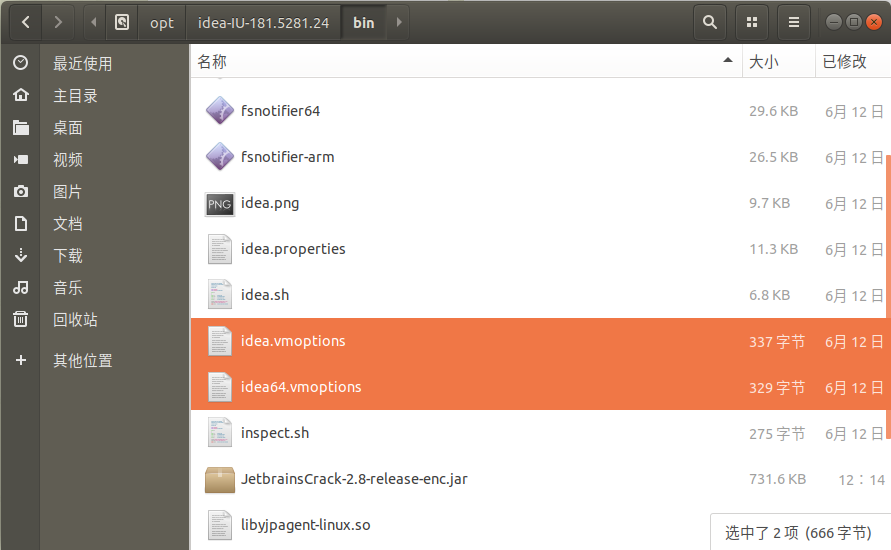 opt idea-IU-181.5281.24 bin
最近使用
主目录
桌面
视频
图片
文档
下载
音乐
回收站
其他位置
名称 大小 已修改
fsnotifier64 29.6 KB 6月 12 日
fsnotifier-arm 26.5 KB 6月 12 日
PNG idea.png 9.7 KB 6月 12 日
idea.properties 11.3 KB 6月 12 日
idea.sh 6.8 KB 6月 12 日
idea.vmoptions 337 字节 6月 12 日
idea64.vmoptions 329 字节 6月 12 日
inspect.sh 275 字节 6月 12 日
JetbrainsCrack-2.8-release-enc.jar 731.6 KB 12：14
libyjpagent-linux.so
选中了 2 项 (666 字节)